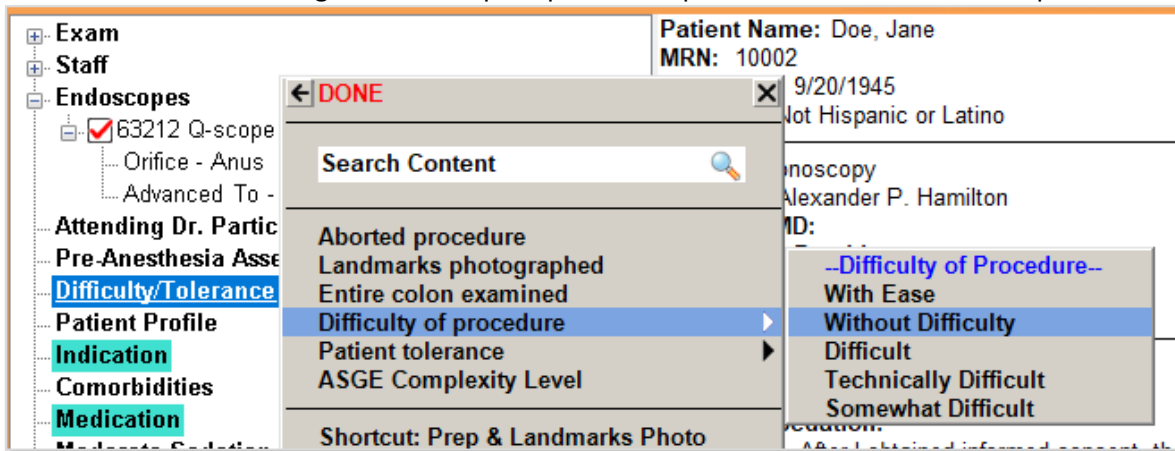 Exam
Staff
Endoscopes
63212 Q-scope
Orifice - Anus
Advanced To -
Attending Dr. Partic
Pre-Anesthesia Asse
Difficulty/Tolerance
Patient Profile
Indication
Comorbidities
Medication
DONE
Search Content
Aborted procedure
Landmarks photographed
Entire colon examined
Difficulty of procedure
Patient tolerance
ASGE Complexity Level
Shortcut: Prep & Landmarks Photo
Patient Name: Doe, Jane
MRN: 10002
9/20/1945
Not Hispanic or Latino
onoscopy
Alexander P. Hamilton
MD:
--Difficulty of Procedure--
With Ease
Without Difficulty
Difficult
Technically Difficult
Somewhat Difficult